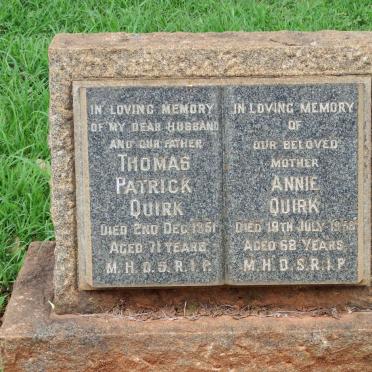 IN LOVING MEMORY
OF MY DEAR HUSBAND
AND OUR FATHER
THOMAS
PATRICK
QUIRK
DIED 2ND DEC. 1951
AGED 71 YEARS.
M.H.O.S.R.I.P.
IN LOVING MEMORY
OF
OUR BELOVED
MOTHER
ANNIE
QUIRK
DIED 19TH JULY
AGED 68 YEARS.
M.H.O.S.R.I.P.